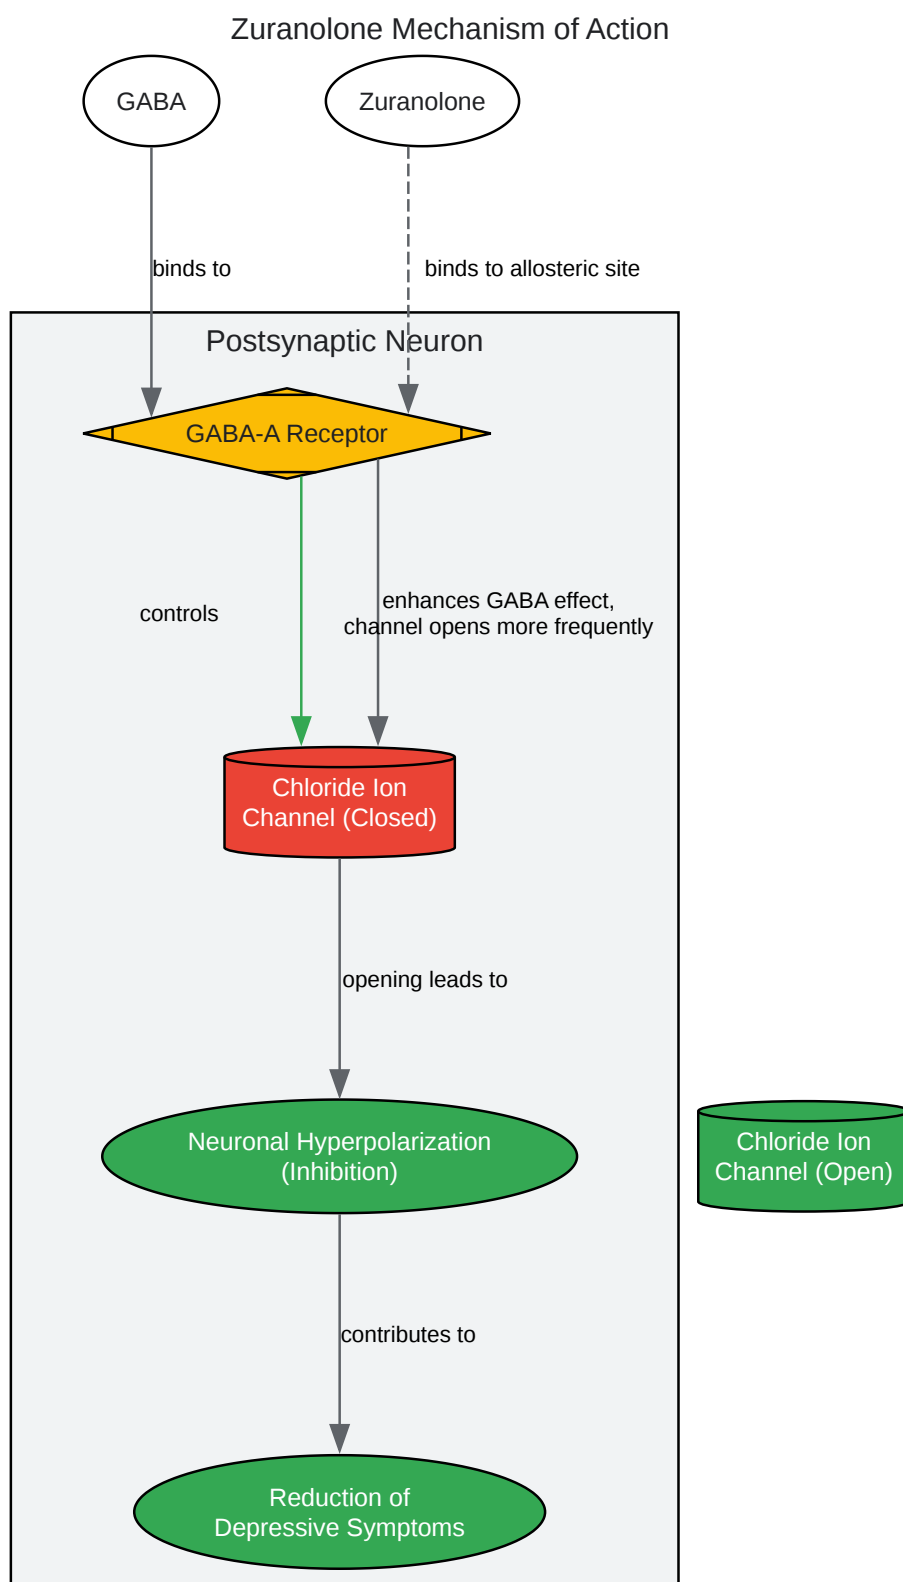 Zuranolone Mechanism of Action
GABA
Zuranolone
binds to
binds to allosteric site
Postsynaptic Neuron
GABA-A Receptor
controls
enhances GABA effect,
channel opens more frequently
Chloride Ion
Channel (Closed)
opening leads to
Neuronal Hyperpolarization
(Inhibition)
Chloride Ion
Channel (Open)
contributes to
Reduction of
Depressive Symptoms